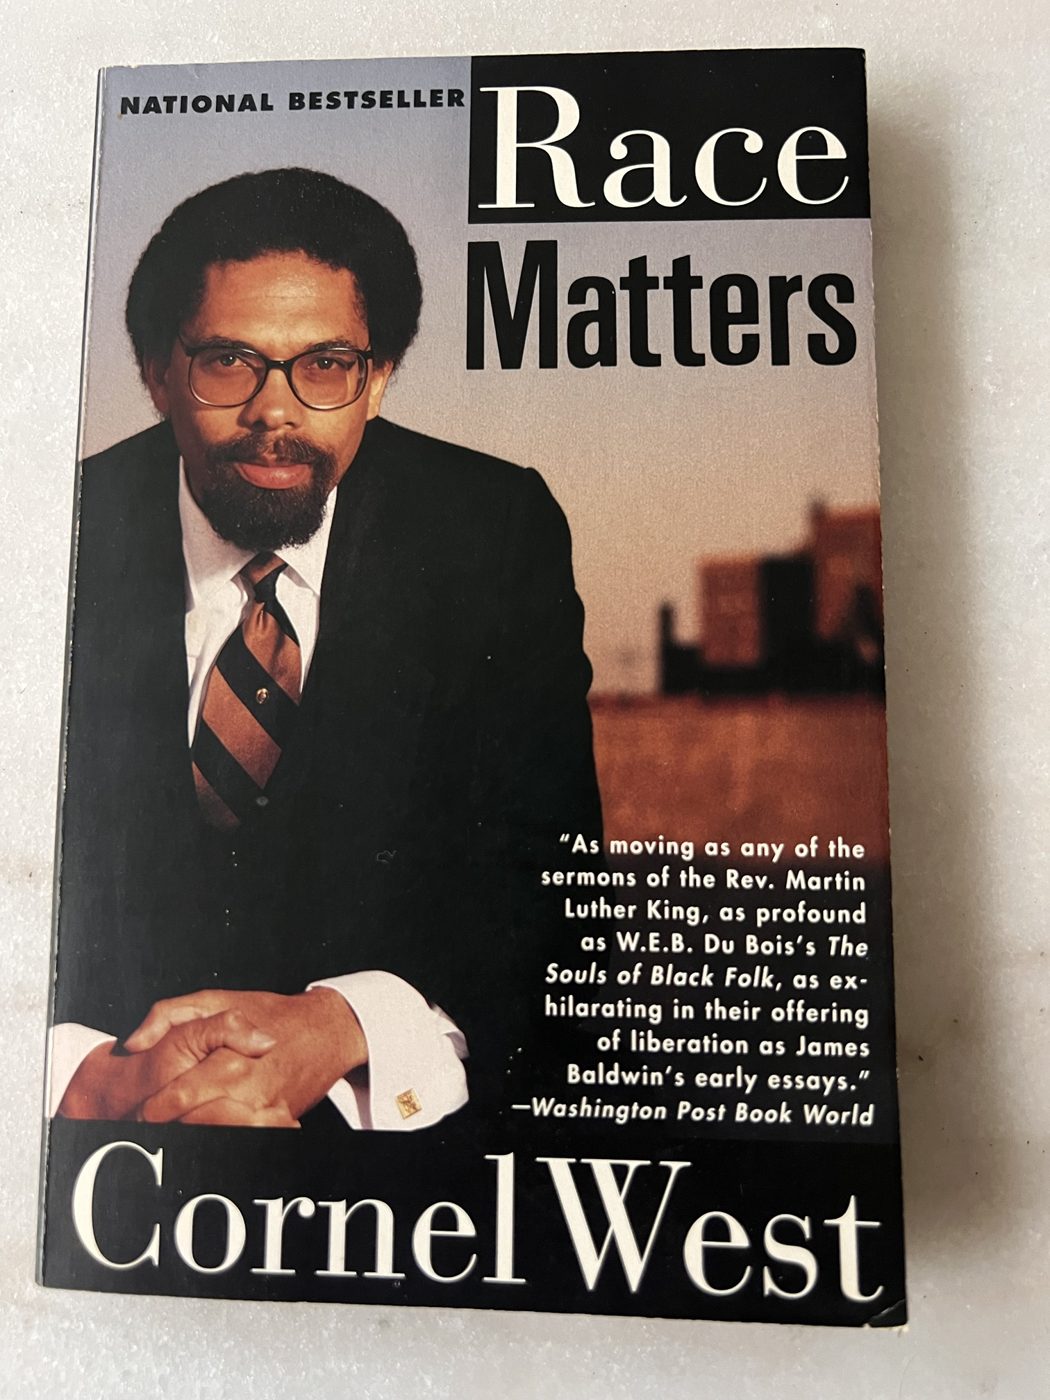 NATIONAL BESTSELLER
Race
Matters
“As moving as any of the
sermons of the Rev. Martin
Luther King, as profound
as W.E.B. Du Bois’s The
Souls of Black Folk, as ex-
hilarating in their offering
of liberation as James
Baldwin’s early essays.”
—Washington Post Book World
Cornel West